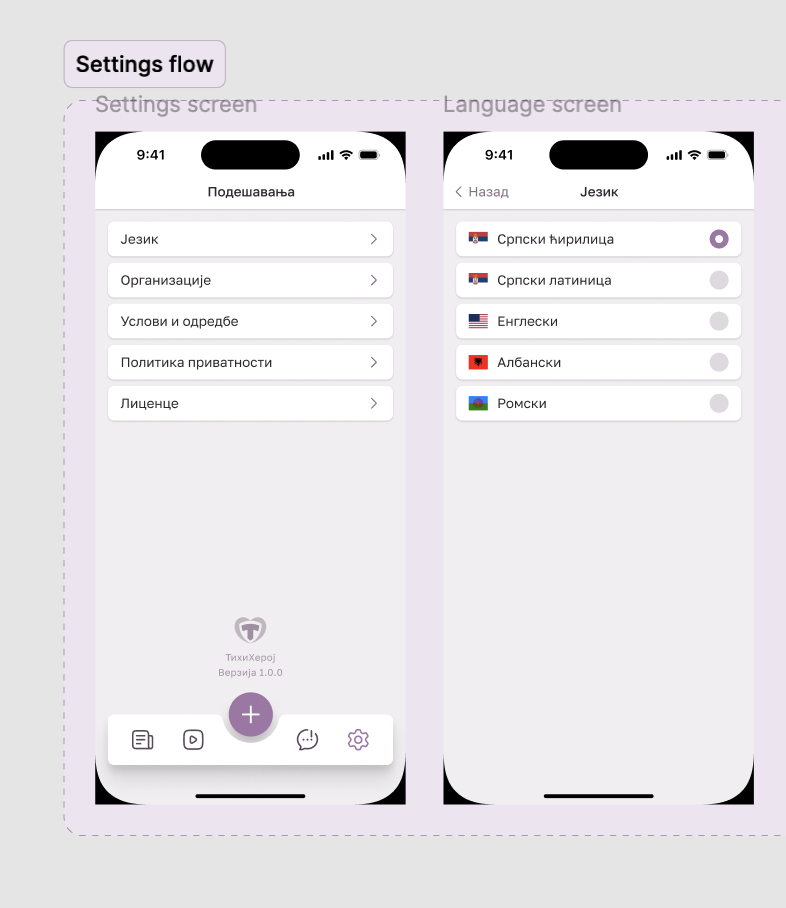 Settings flow
Settings screen
9:41
Подешавања
Језик
Организације
Услови и одредбе
Политика приватности
Лиценце
ТихиХерој
Верзија 1.0.0
Language screen
9:41
Назад
Језик
Српски ћирилица
Српски латиница
Енглески
Албански
Ромски